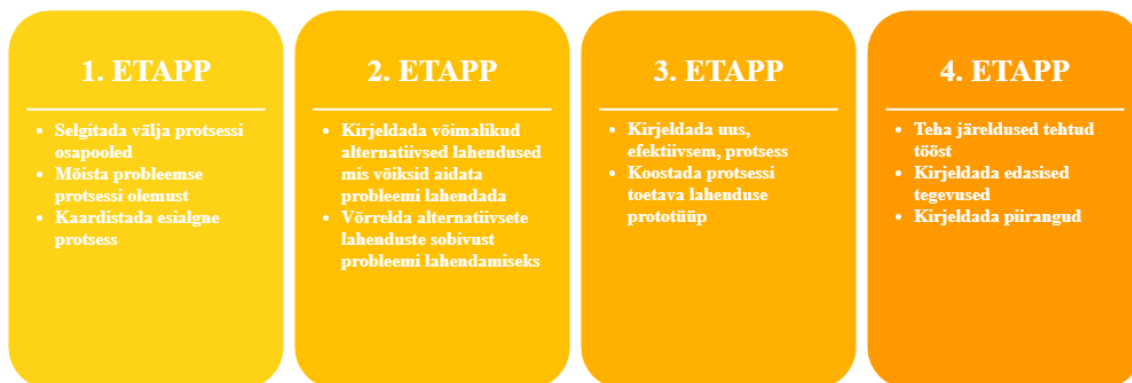 1. ETAPP
• Selgitada välja protsessi
osapooled
• Mõista probleemse
protsessi olemust
• Kaardistada esialgne
protsess
2. ETAPP
• Kirjeldada võimalikud
alternatiivsed lahendused
mis võiksid aidata
probleemi lahendada
• Võrrelda alternatiivsete
lahenduste sobivust
probleemi lahendamiseks
3. ETAPP
• Kirjeldada uus,
efektiivsem, protsess
• Koostada protsessi
toetava lahenduse
prototüüp
4. ETAPP
• Teha järeldused tehtud
tööst
• Kirjeldada edasised
tegevused
• Kirjeldada piirangud